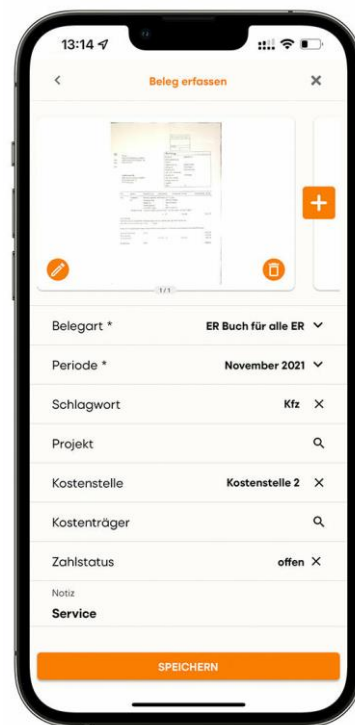 13:14
Beleg erfassen
1/1
Belegart * ER Buch für alle ER
Periode * November 2021
Schlagwort Kfz
Projekt
Kostenstelle Kostenstelle 2
Kostenträger
Zahlstatus offen
Notiz
Service
SPEICHERN